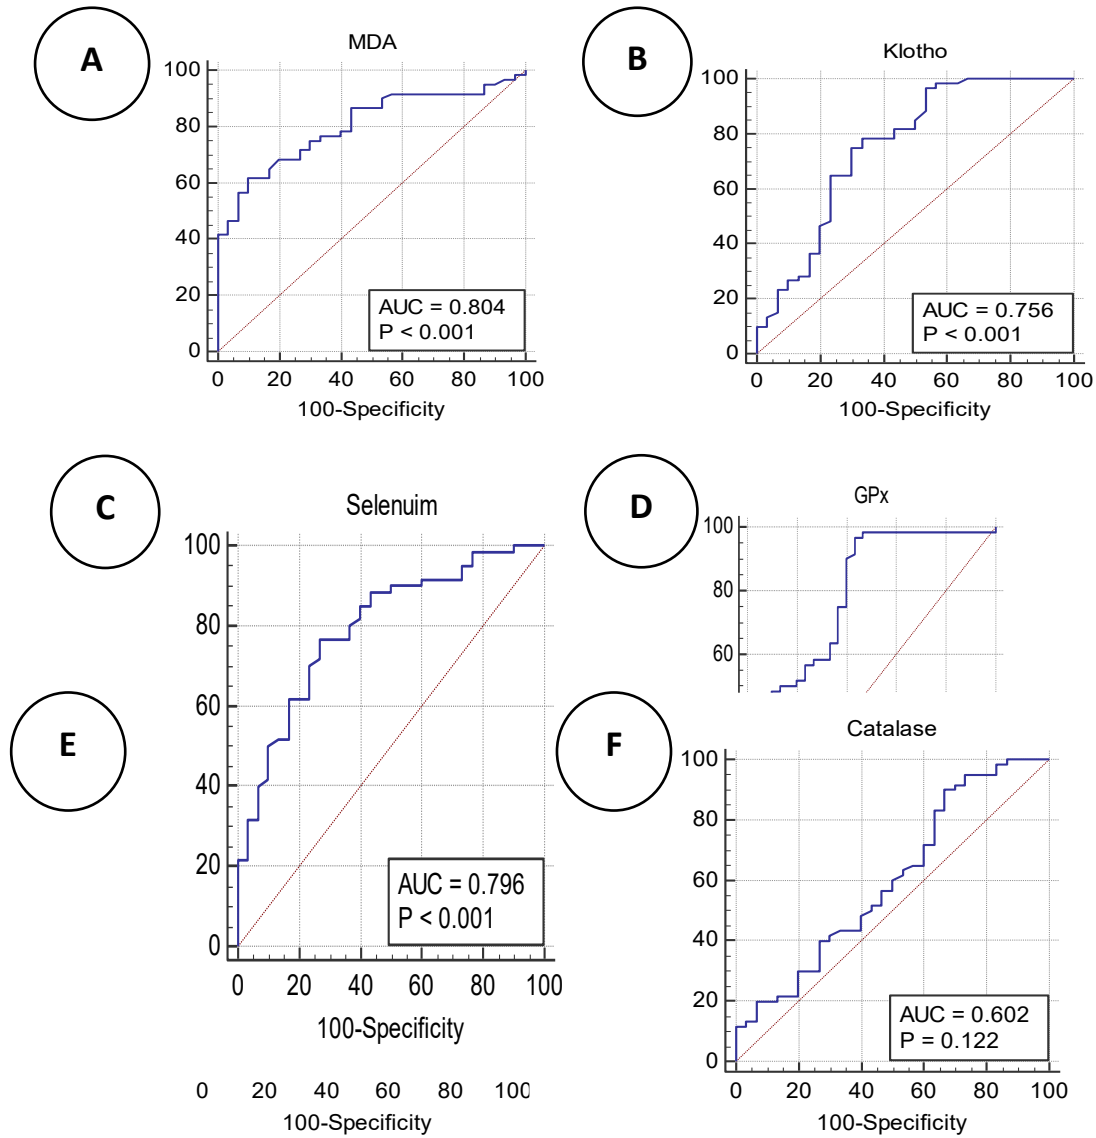 A
MDA
100
80
60
40
20
0
AUC = 0.804
P < 0.001
0 20 40 60 80 100
100-Specificity
B
Klotho
100
80
60
40
20
0
AUC = 0.756
P < 0.001
0 20 40 60 80 100
100-Specificity
C
Selenuim
100
80
60
40
20
0
AUC = 0.796
P < 0.001
0 20 40 60 80 100
100-Specificity
D
GPx
100
80
60
E
0 20 40 60 80 100
100-Specificity
F
Catalase
100
80
60
40
20
0
AUC = 0.602
P = 0.122
0 20 40 60 80 100
100-Specificity